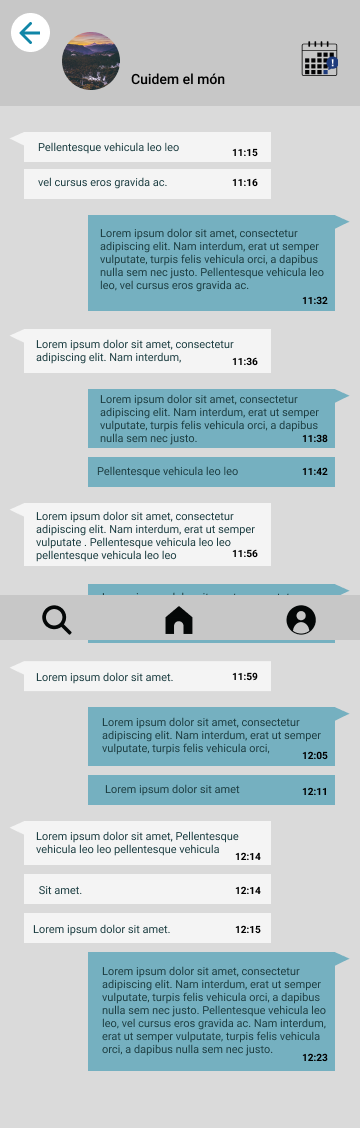 Cuidem el món
Pellentesque vehicula leo leo
11:15
vel cursus eros gravida ac.
11:16
Lorem ipsum dolor sit amet, consectetur
adipiscing elit. Nam interdum, erat ut semper
vulputate, turpis felis vehicula orci, a dapibus
nulla sem nec justo. Pellentesque vehicula leo
leo, vel cursus eros gravida ac.
11:32
Lorem ipsum dolor sit amet, consectetur
adipiscing elit. Nam interdum,
11:36
Lorem ipsum dolor sit amet, consectetur
adipiscing elit. Nam interdum, erat ut semper
vulputate, turpis felis vehicula orci, a dapibus
nulla sem nec justo.
11:38
Pellentesque vehicula leo leo
11:42
Lorem ipsum dolor sit amet, consectetur
adipiscing elit. Nam interdum, erat ut semper
vulputate . Pellentesque vehicula leo leo
pellentesque vehicula leo leo
11:56
Lorem ipsum dolor sit amet.
11:59
Lorem ipsum dolor sit amet, consectetur
adipiscing elit. Nam interdum, erat ut semper
vulputate, turpis felis vehicula orci,
12:05
Lorem ipsum dolor sit amet
12:11
Lorem ipsum dolor sit amet, Pellentesque
vehicula leo leo pellentesque vehicula
12:14
Sit amet.
12:14
Lorem ipsum dolor sit amet.
12:15
Lorem ipsum dolor sit amet, consectetur
adipiscing elit. Nam interdum, erat ut semper
vulputate, turpis felis vehicula orci, a dapibus
nulla sem nec justo. Pellentesque vehicula leo
leo, vel cursus eros gravida ac. Nam interdum,
erat ut semper vulputate, turpis felis vehicula
orci, a dapibus nulla sem nec justo.
12:23